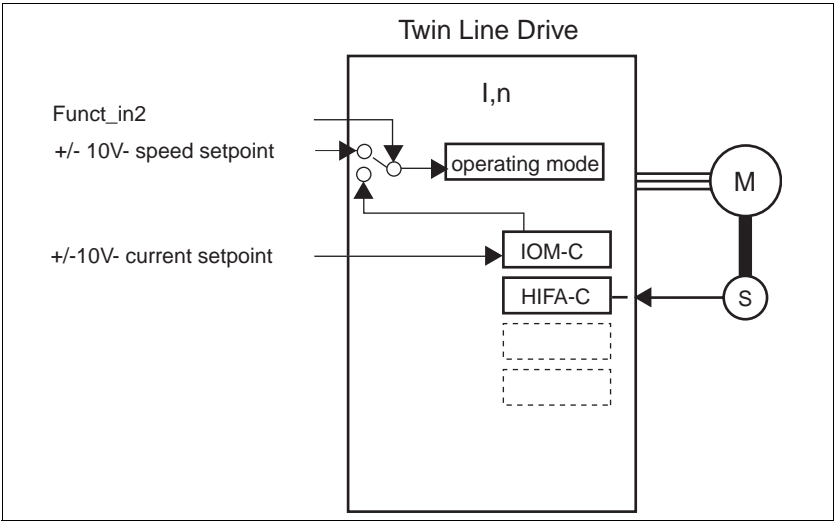 Twin Line Drive
I,n
Funct_in2
+/- 10V- speed setpoint
operating mode
M
+/-10V- current setpoint
IOM-C
HIFA-C
S